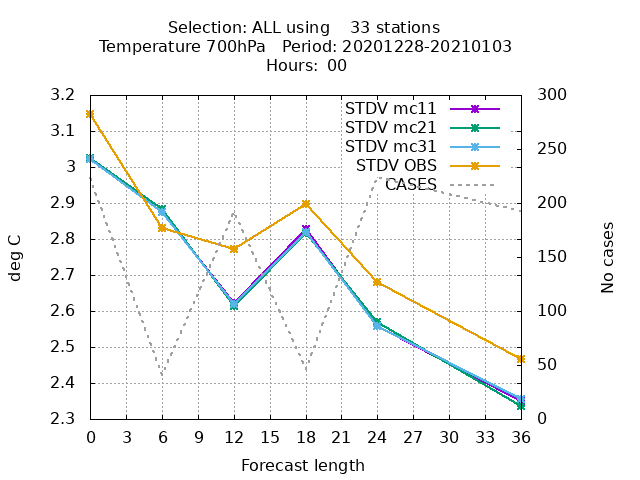 Selection: ALL using    33 stations
Temperature 700hPa   Period: 20201228-20210103
Hours: 00
3.2
3.1
3
2.9
2.8
2.7
2.6
2.5
2.4
2.3
deg C
STDV mc11
STDV mc21
STDV mc31
STDV OBS
CASES
300
250
200
150
100
50
0
No cases
0 3 6 9 12 15 18 21 24 27 30 33 36
Forecast length